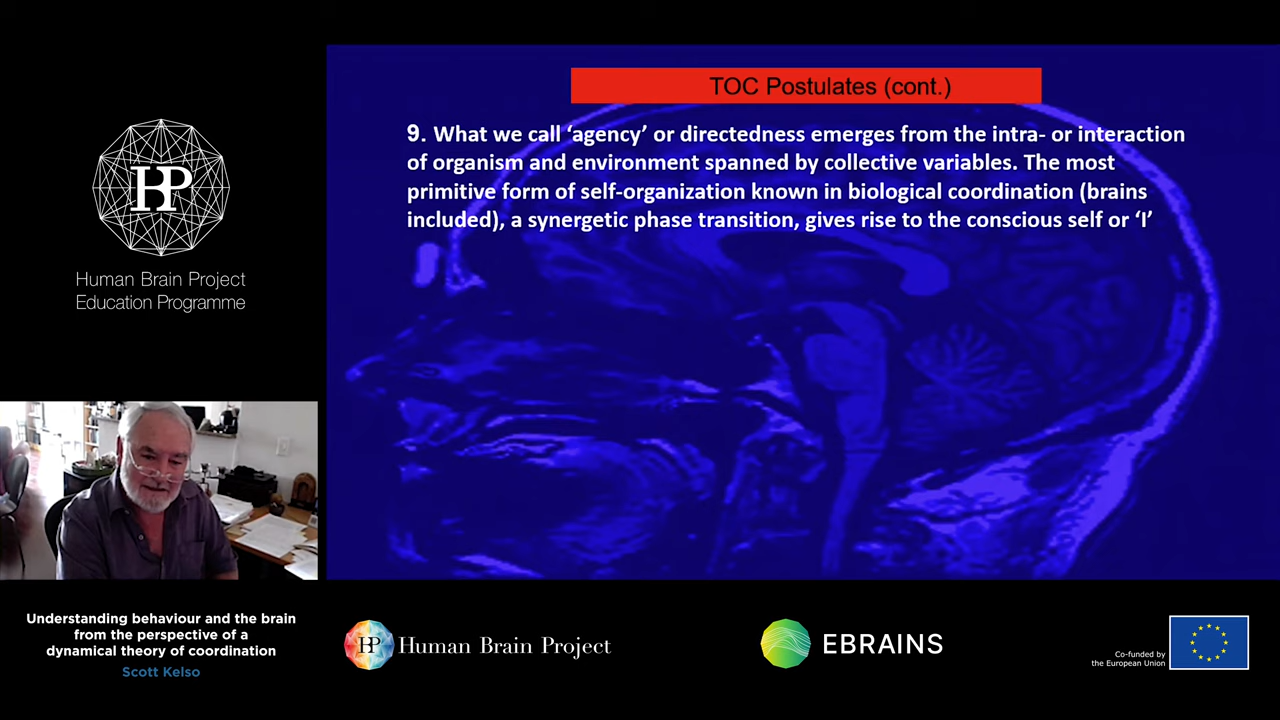 TOC Postulates (cont.)
9. What we call ‘agency’ or directedness emerges from the intra- or interaction
of organism and environment spanned by collective variables. The most
primitive form of self-organization known in biological coordination (brains
included), a synergetic phase transition, gives rise to the conscious self or ‘I’
HP
Human Brain Project
Education Programme
Understanding behaviour and the brain
from the perspective of a
dynamical theory of coordination
Scott Kelso
HP Human Brain Project
EBRAINS
Co-funded by
the European Union